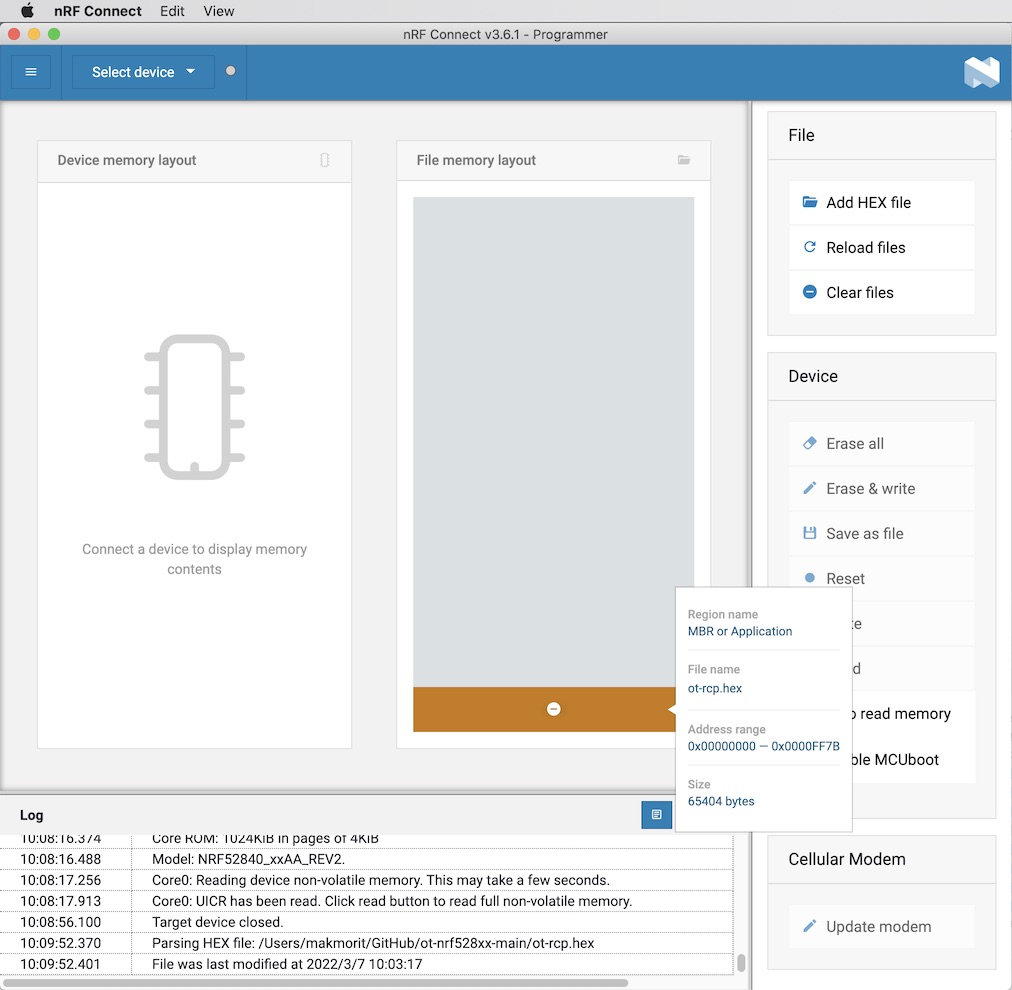 nRF Connect Edit View
nRF Connect v3.6.1 - Programmer
Select device
Device memory layout
Connect a device to display memory
contents
File memory layout
File
Add HEX file
Reload files
Clear files
Device
Erase all
Erase & write
Save as file
Reset
te
d
o read memory
ble MCUboot
Region name
MBR or Application
File name
ot-rcp.hex
Address range
0x00000000 — 0x0000FF7B
Size
65404 bytes
Cellular Modem
Update modem
Log
10:08:16.374 Core ROM: 1024KiB in pages of 4KiB
10:08:16.488 Model: NRF52840_xxAA_REV2.
10:08:17.256 Core0: Reading device non-volatile memory. This may take a few seconds.
10:08:17.913 Core0: UICR has been read. Click read button to read full non-volatile memory.
10:08:56.100 Target device closed.
10:09:52.370 Parsing HEX file: /Users/makmorit/GitHub/ot-nrf528xx-main/ot-rcp.hex
10:09:52.401 File was last modified at 2022/3/7 10:03:17